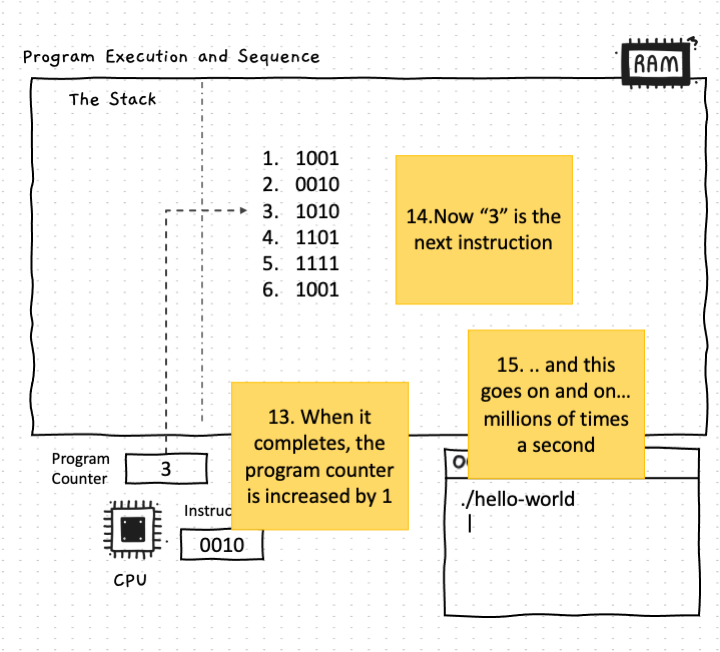 Program Execution and Sequence
RAM
The Stack
1. 1001
2. 0010
3. 1010
4. 1101
5. 1111
6. 1001
14.Now “3” is the
next instruction
15. .. and this
goes on and on...
millions of times
a second
13. When it
completes, the
program counter
is increased by 1
Program
Counter
3
Instruc
0010
CPU
./hello-world